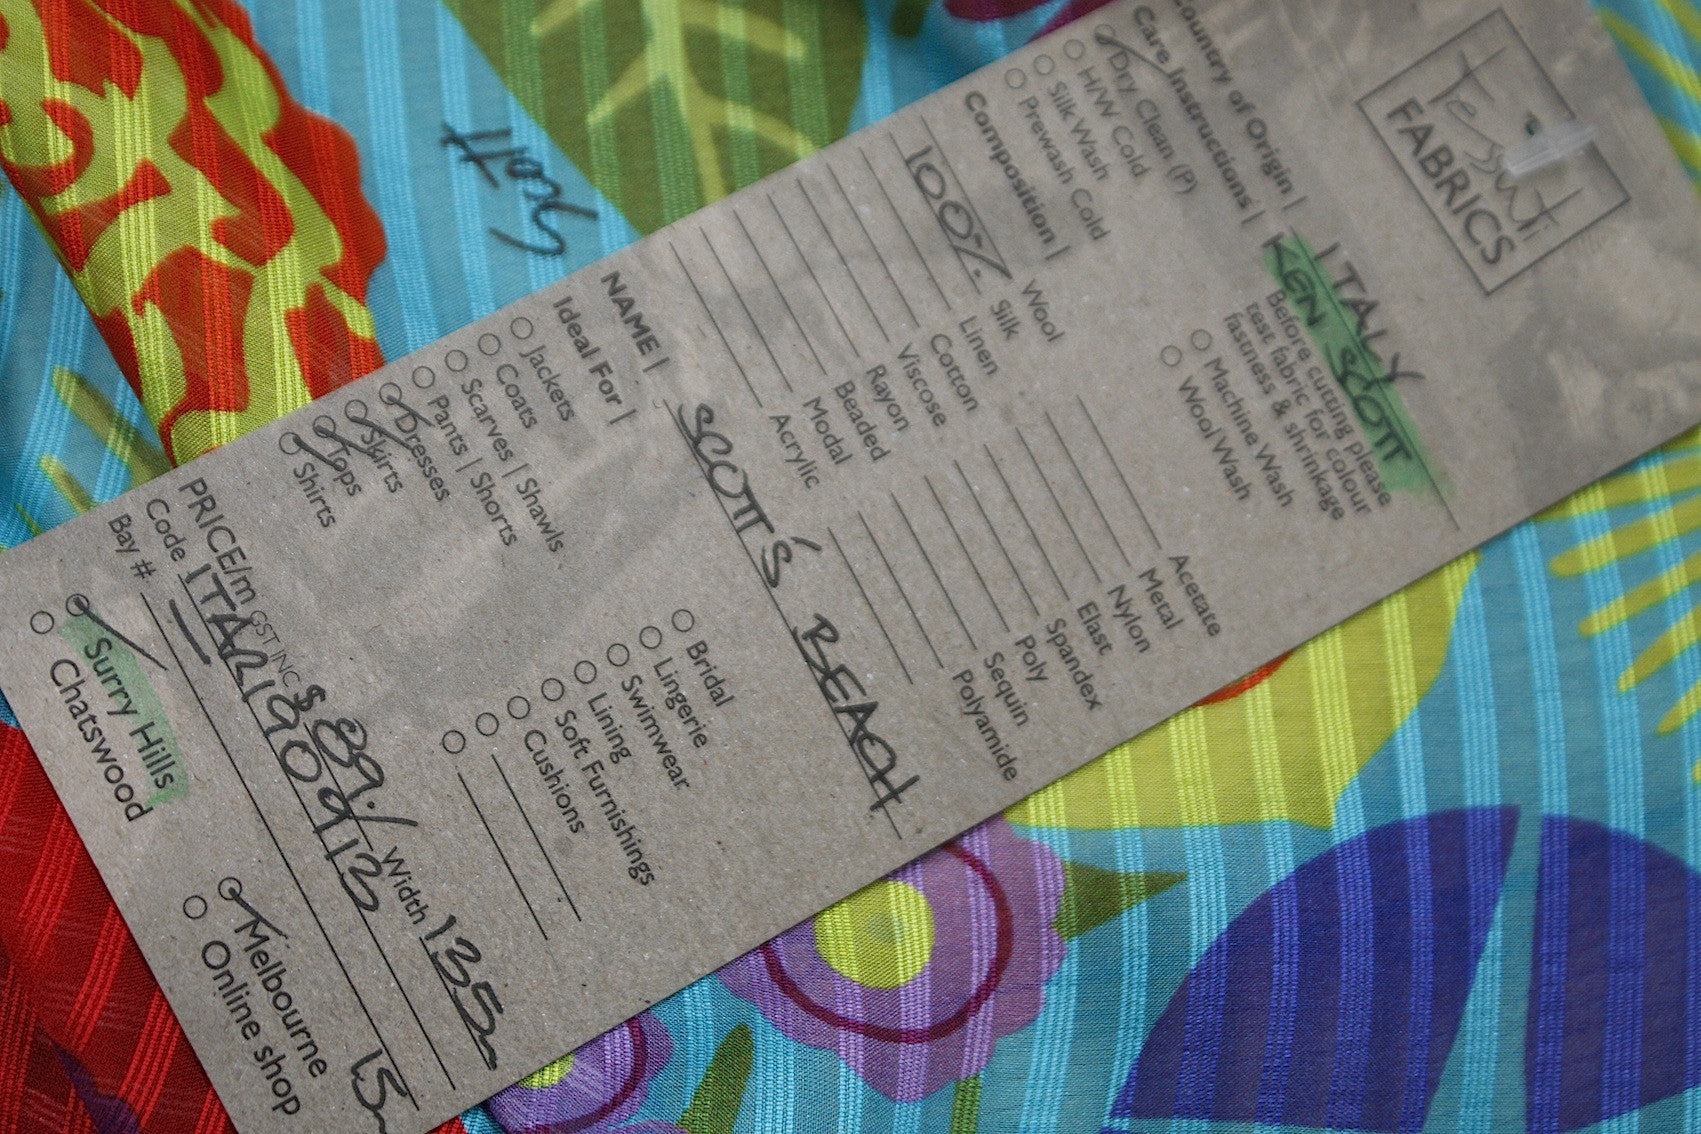 Tessuti
FABRICS
Country of Origin | ITALY
KEN SCOTT
Care Instructions |
Before cutting please
test fabric for colour
fastness & shrinkage
Dry Clean (P)
H/W Cold
Silk Wash
Prewash Cold
Machine Wash
Wool Wash
Composition |
Wool
100% Silk
Linen
Cotton
Viscose
Rayon
Beaded
Modal
Acrylic
Acetate
Metal
Nylon
Elast
Spandex
Poly
Sequin
Polyamide
NAME | SCOTT'S BEACH
Ideal For |
Jackets
Coats
Scarves | Shawls
Pants | Shorts
Dresses
Skirts
Tops
Shirts
Bridal
Lingerie
Swimwear
Lining
Soft Furnishings
Cushions
PRICE/m GST INC $89./ Width 135
Code ITAR190913
Bay #
Surry Hills
Chatswood
Melbourne
Online shop